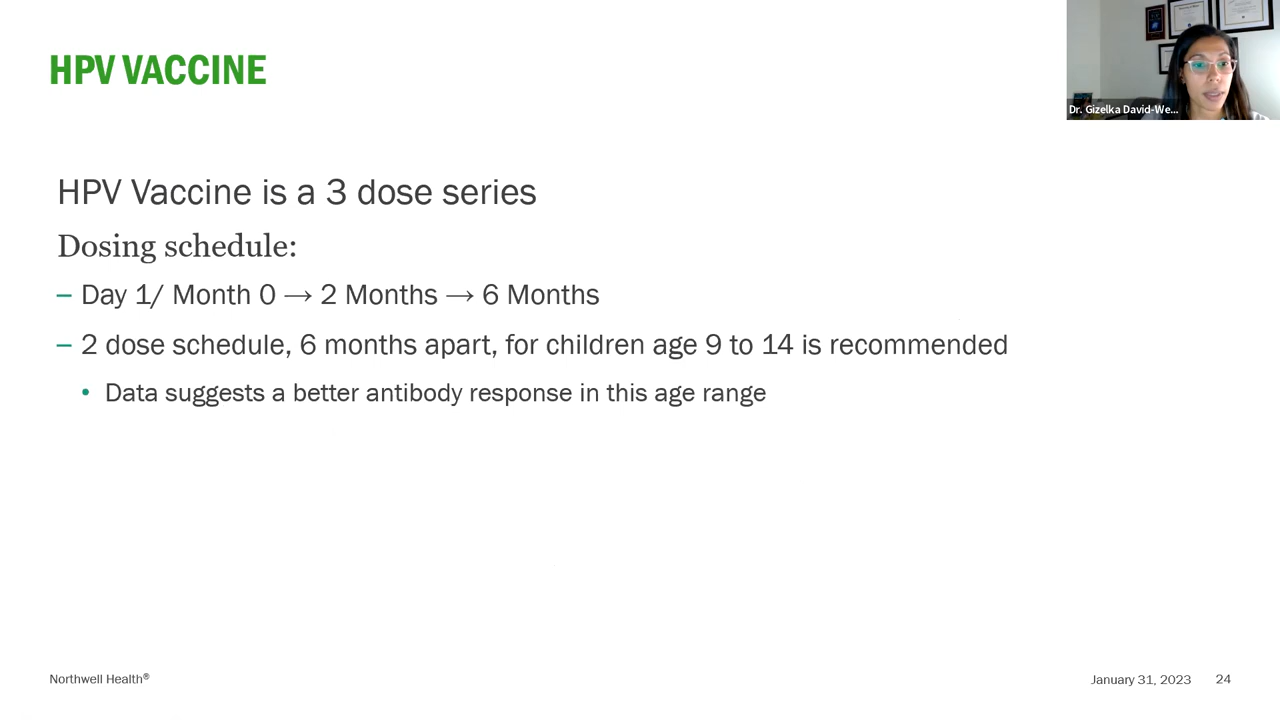 HPV VACCINE
Dr. Gizelka David-We...
HPV Vaccine is a 3 dose series
Dosing schedule:
– Day 1/ Month 0 → 2 Months → 6 Months
– 2 dose schedule, 6 months apart, for children age 9 to 14 is recommended
• Data suggests a better antibody response in this age range
Northwell Health®
January 31, 2023 24